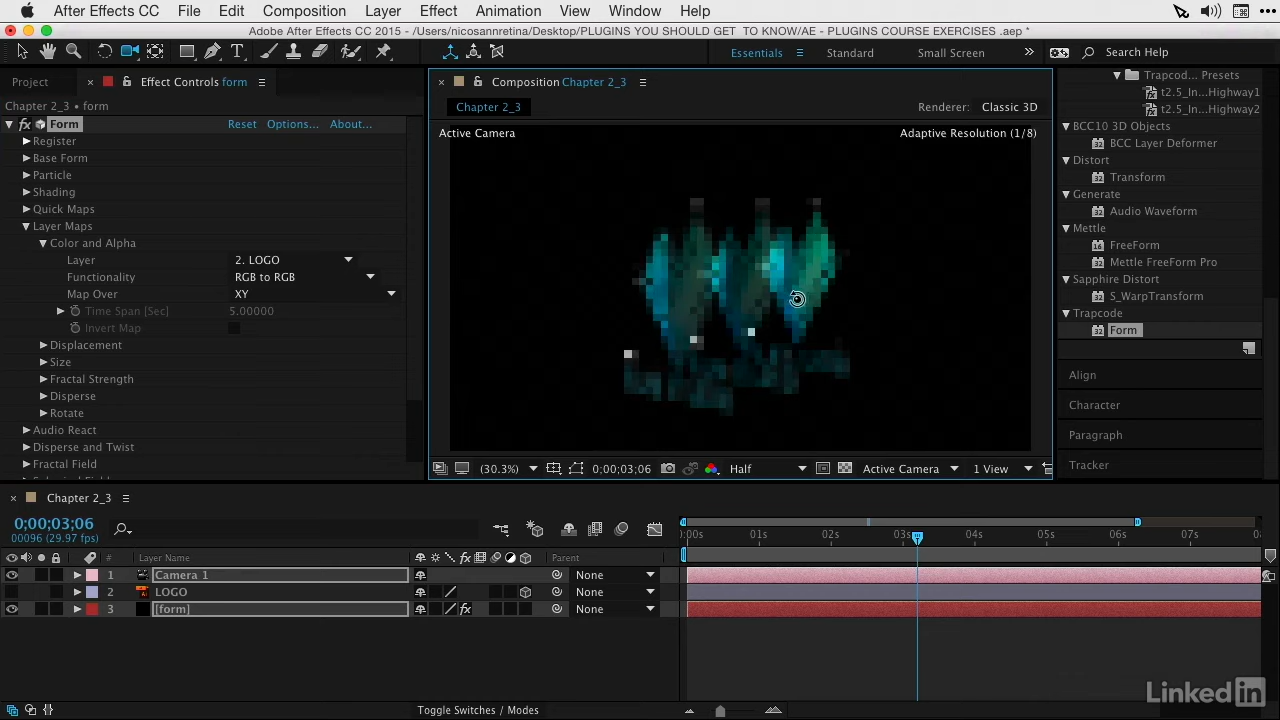 After Effects CC File Edit Composition Layer Effect Animation View Window Help
Adobe After Effects CC 2015 - /Users/nicosannretina/Desktop/PLUGINS YOU SHOULD GET TO KNOW/AE - PLUGINS COURSE EXERCISES .aep *
Essentials Standard Small Screen Search Help
Project Effect Controls form
Chapter 2_3 • form
fx Form Reset Options... About...
Register
Base Form
Particle
Shading
Quick Maps
Layer Maps
Color and Alpha
Layer 2. LOGO
Functionality RGB to RGB
Map Over XY
Time Span [Sec] 5.00000
Invert Map
Displacement
Size
Fractal Strength
Disperse
Rotate
Audio React
Disperse and Twist
Fractal Field
Composition Chapter 2_3
Chapter 2_3 Renderer: Classic 3D
Active Camera Adaptive Resolution (1/8)
(30.3%) 0;00;03;06 Half Active Camera 1 View
Trapcod... Presets
t2.5_In...Highway1
t2.5_In...Highway2
BCC10 3D Objects
BCC Layer Deformer
Distort
Transform
Generate
Audio Waveform
Mettle
FreeForm
Mettle FreeForm Pro
Sapphire Distort
S_WarpTransform
Trapcode
Form
Align
Character
Paragraph
Tracker
Chapter 2_3
0;00;03;06
00096 (29.97 fps)
:00s 01s 02s 03s 04s 05s 06s 07s
# Layer Name Parent
1 Camera 1 None
2 LOGO None
3 [form] None
Toggle Switches / Modes
LinkedIn